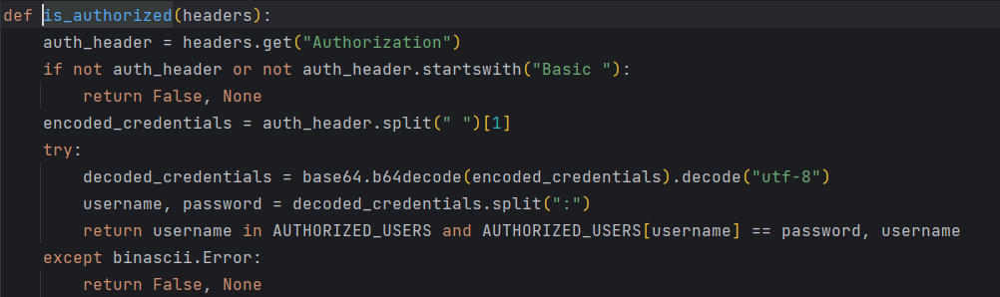 def is_authorized(headers):
    auth_header = headers.get("Authorization")
    if not auth_header or not auth_header.startswith("Basic "):
        return False, None
    encoded_credentials = auth_header.split(" ")[1]
    try:
        decoded_credentials = base64.b64decode(encoded_credentials).decode("utf-8")
        username, password = decoded_credentials.split(":")
        return username in AUTHORIZED_USERS and AUTHORIZED_USERS[username] == password, username
    except binascii.Error:
        return False, None